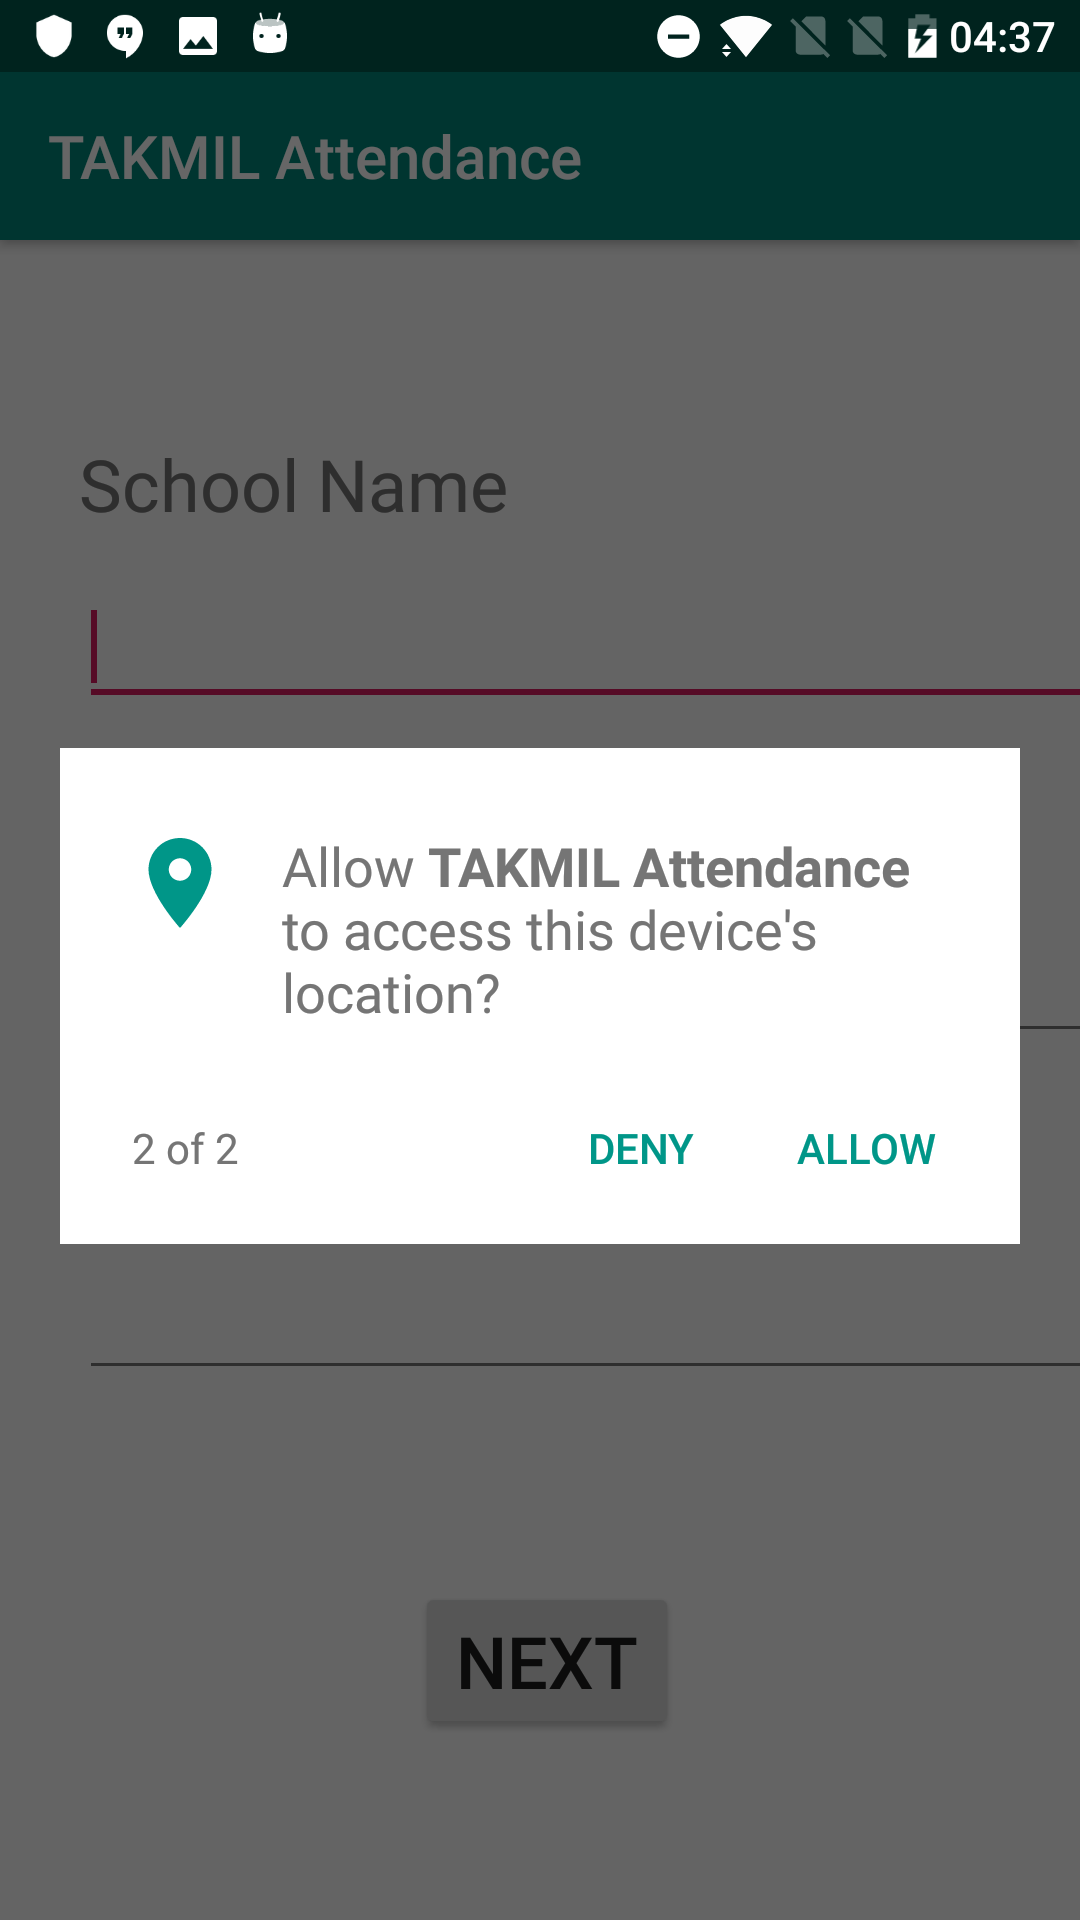 04:37
TAKMIL Attendance
School Name
Allow TAKMIL Attendance
to access this device's
location?
2 of 2 DENY ALLOW
NEXT